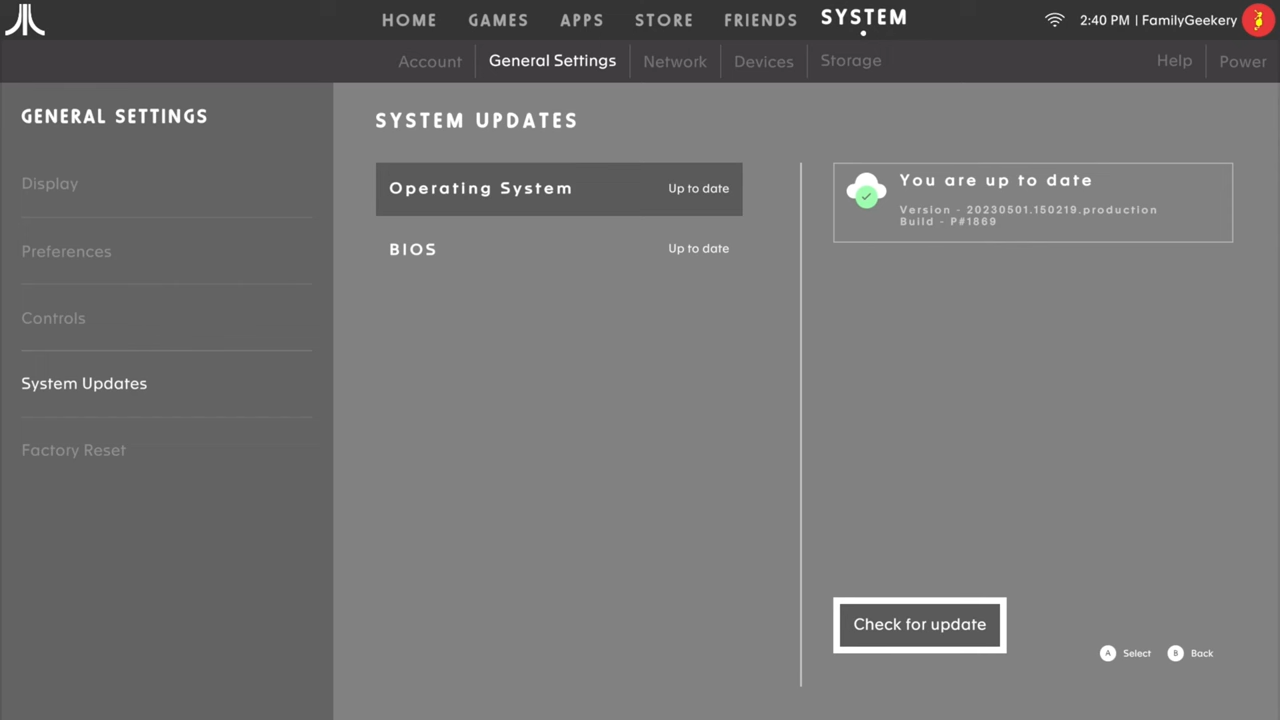 HOME GAMES APPS STORE FRIENDS SYSTEM 2:40 PM | FamilyGeekery
Account General Settings Network Devices Storage Help Power
GENERAL SETTINGS
Display
Preferences
Controls
System Updates
Factory Reset
SYSTEM UPDATES
Operating System Up to date
BIOS Up to date
You are up to date
Version - 20230501.150219.production
Build - P#1869
Check for update
A Select B Back